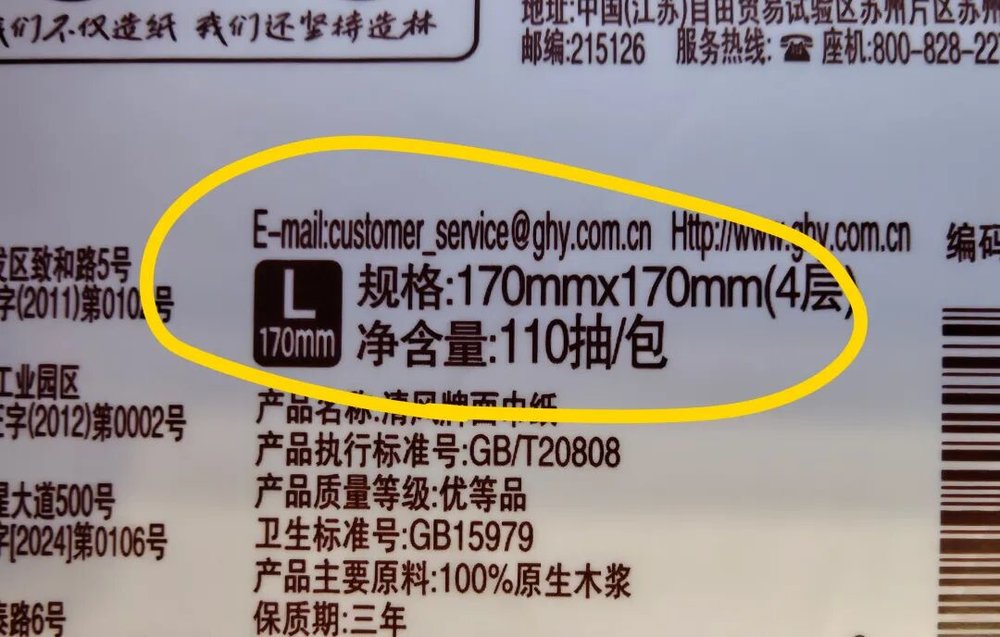 我们不仅造纸 我们还坚持造林
地址:中国(江苏)自由贸易试验区苏州片区苏州
邮编:215126 服务热线: 座机:800-828-22
E-mail:customer_service@ghy.com.cn Http://www.ghy.com.cn
L
170mm
规格:170mmx170mm(4层)
净含量:110抽/包
产品名称:清风牌面巾纸
产品执行标准号:GB/T20808
产品质量等级:优等品
卫生标准号:GB15979
产品主要原料:100%原生木浆
保质期:三年
区致和路5号
字(2011)第0102号
工业园区
字(2012)第0002号
大道500号
字[2024]第0106号
路6号
编码